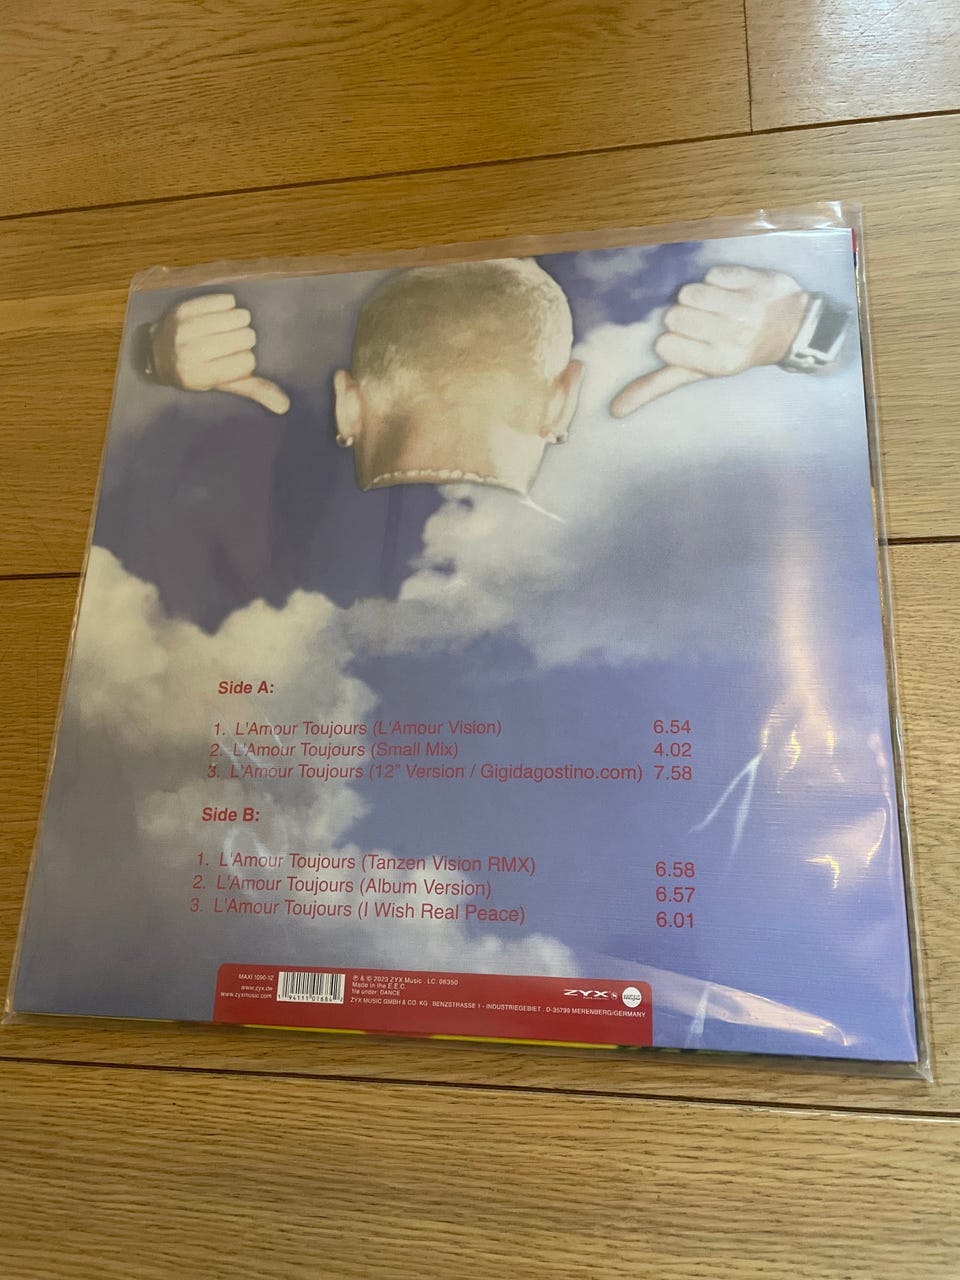 Side A:
1. L'Amour Toujours (L'Amour Vision) 6.54
2. L'Amour Toujours (Small Mix) 4.02
3. L'Amour Toujours (12" Version / Gigidagostino.com) 7.58
Side B:
1. L'Amour Toujours (Tanzen Vision RMX) 6.58
2. L'Amour Toujours (Album Version) 6.57
3. L'Amour Toujours (I Wish Real Peace) 6.01
MAXI 1090-12
www.zyx.de
www.zyxmusic.com
℗ & © 2023 ZYX Music . LC. 06350
Made in the E.E.C.
file under: DANCE
ZYX MUSIC GMBH & CO. KG BENZSTRASSE 1 - INDUSTRIEGEBIET . D-35799 MERENBERG/GERMANY
ZYX